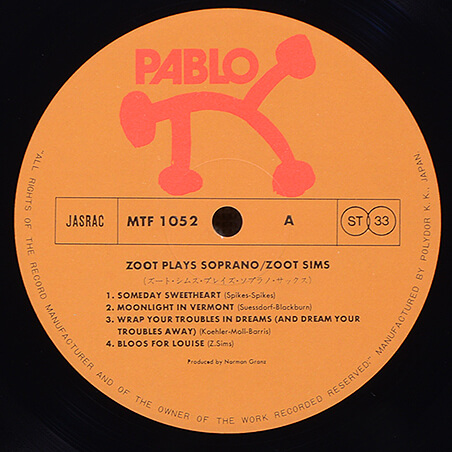 PABLO
JASRAC
MTF 1052
A
ST 33
ZOOT PLAYS SOPRANO/ZOOT SIMS
(ズート・シムズ・プレイズ・ソプラノ・サックス)
1. SOMEDAY SWEETHEART (Spikes-Spikes)
2. MOONLIGHT IN VERMONT (Suessdorf-Blackburn)
3. WRAP YOUR TROUBLES IN DREAMS (AND DREAM YOUR
TROUBLES AWAY) (Koehler-Moll-Barris)
4. BLOOS FOR LOUISE (Z.Sims)
Produced by Norman Granz
"ALL RIGHTS OF THE RECORD MANUFACTURER AND OF THE OWNER OF THE WORK RECORDED RESERVED." MANUFACTURED BY POLYDOR K.K., JAPAN